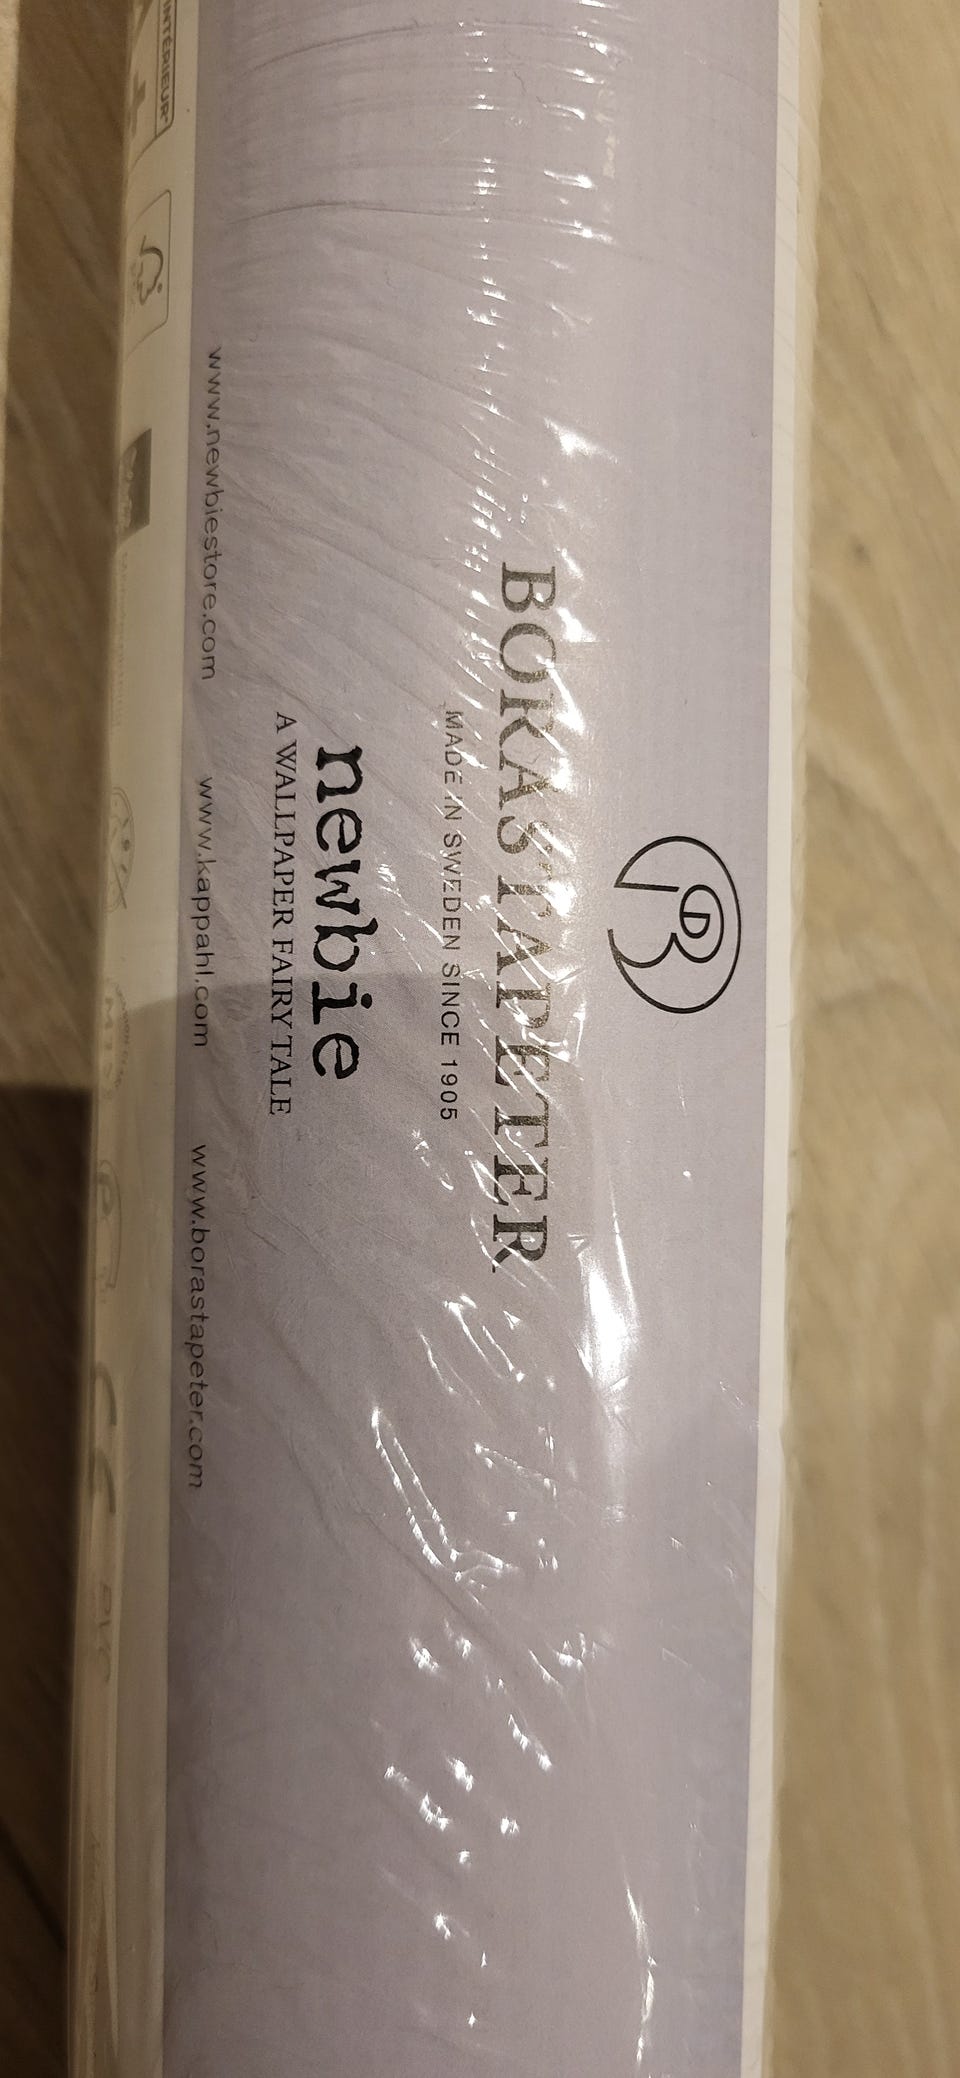 BORASTAPETER
MADE IN SWEDEN SINCE 1905
newbie
A WALLPAPER FAIRY TALE
www.newbiestore.com www.kappahl.com www.borastapeter.com
INTÉRIEUR*
A+